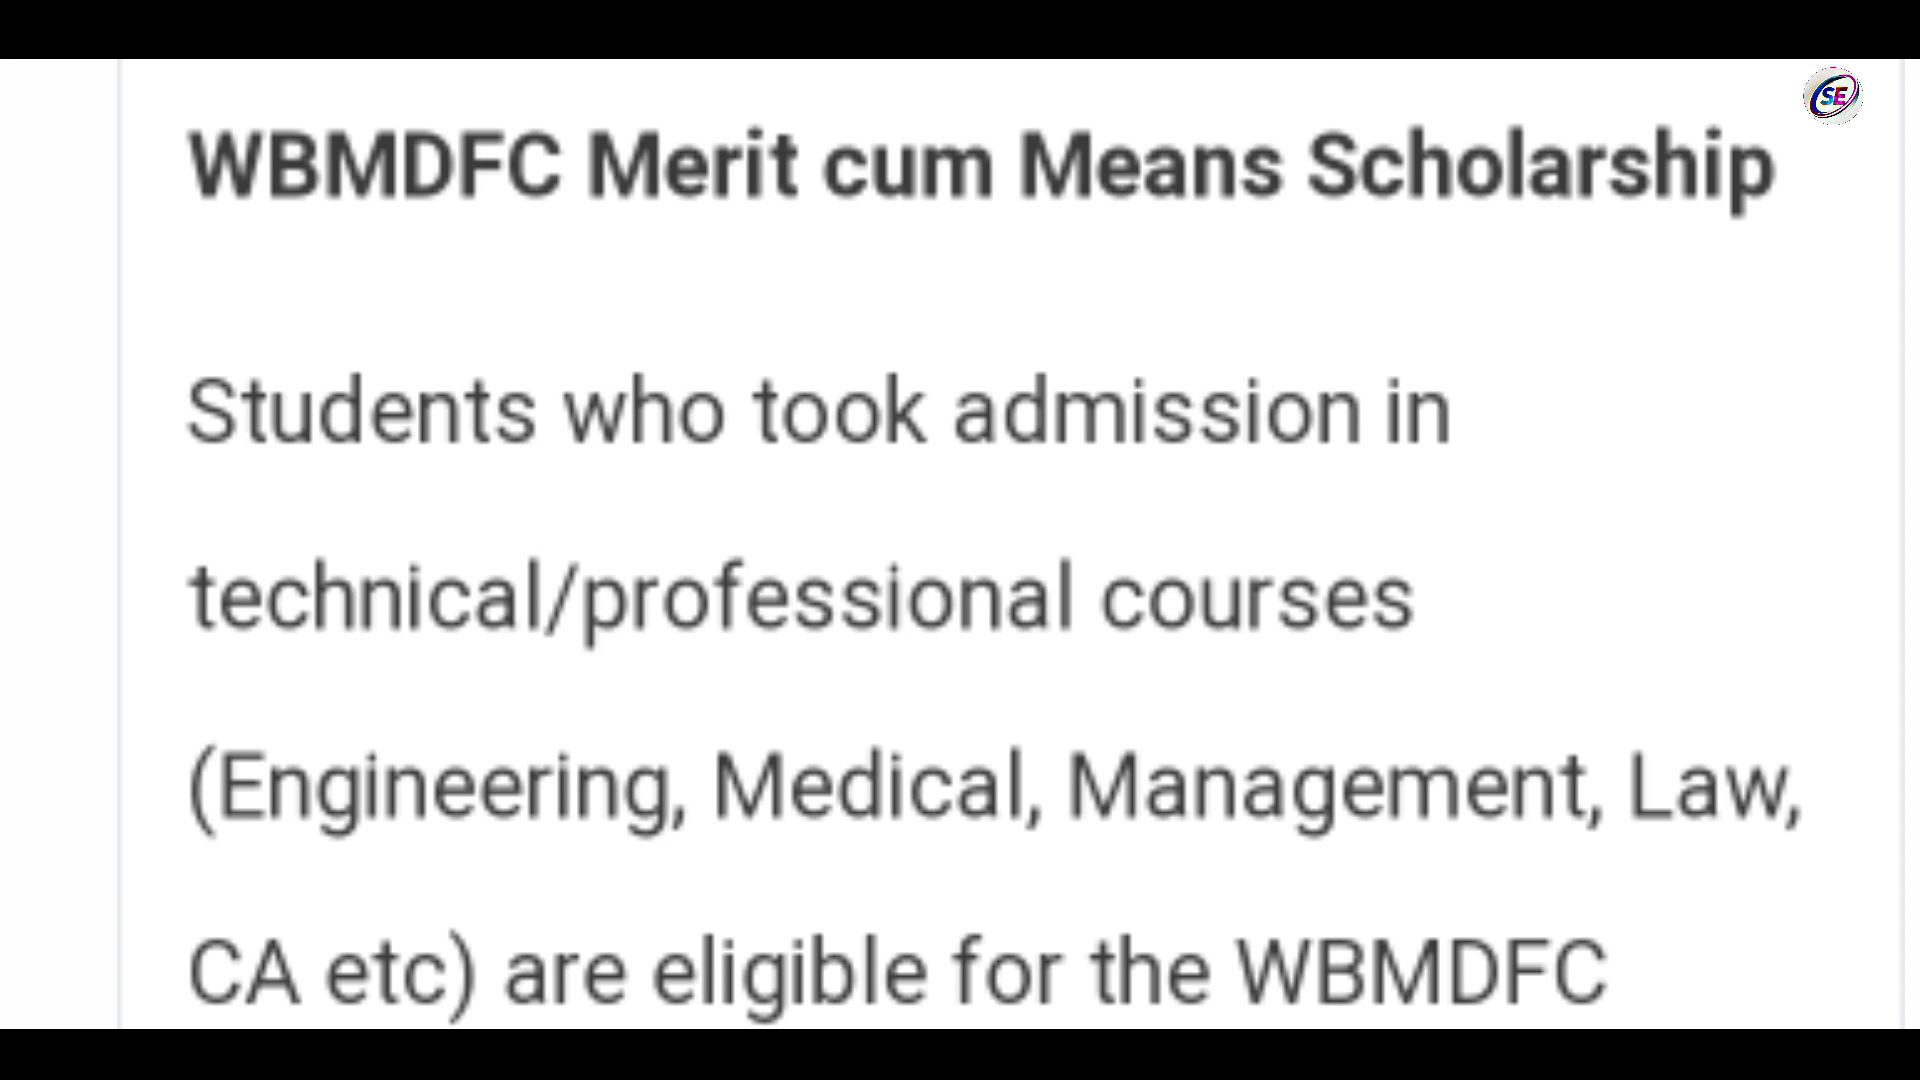 SE
WBMDFC Merit cum Means Scholarship
Students who took admission in
technical/professional courses
(Engineering, Medical, Management, Law,
CA etc) are eligible for the WBMDFC